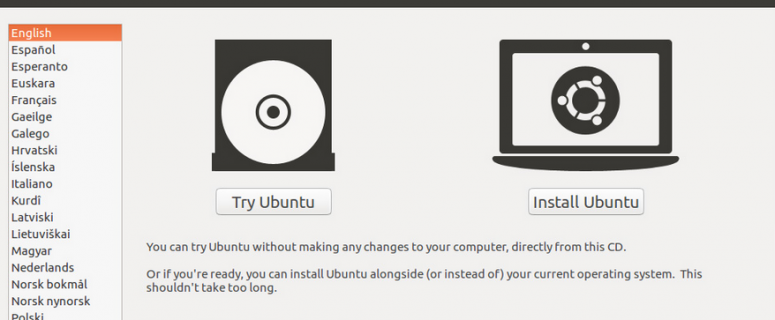 English
Español
Esperanto
Euskara
Français
Gaeilge
Galego
Hrvatski
Íslenska
Italiano
Kurdî
Latviski
Lietuviškai
Magyar
Nederlands
Norsk bokmål
Norsk nynorsk
Polski
Try Ubuntu
Install Ubuntu
You can try Ubuntu without making any changes to your computer, directly from this CD.
Or if you're ready, you can install Ubuntu alongside (or instead of) your current operating system. This
shouldn't take too long.